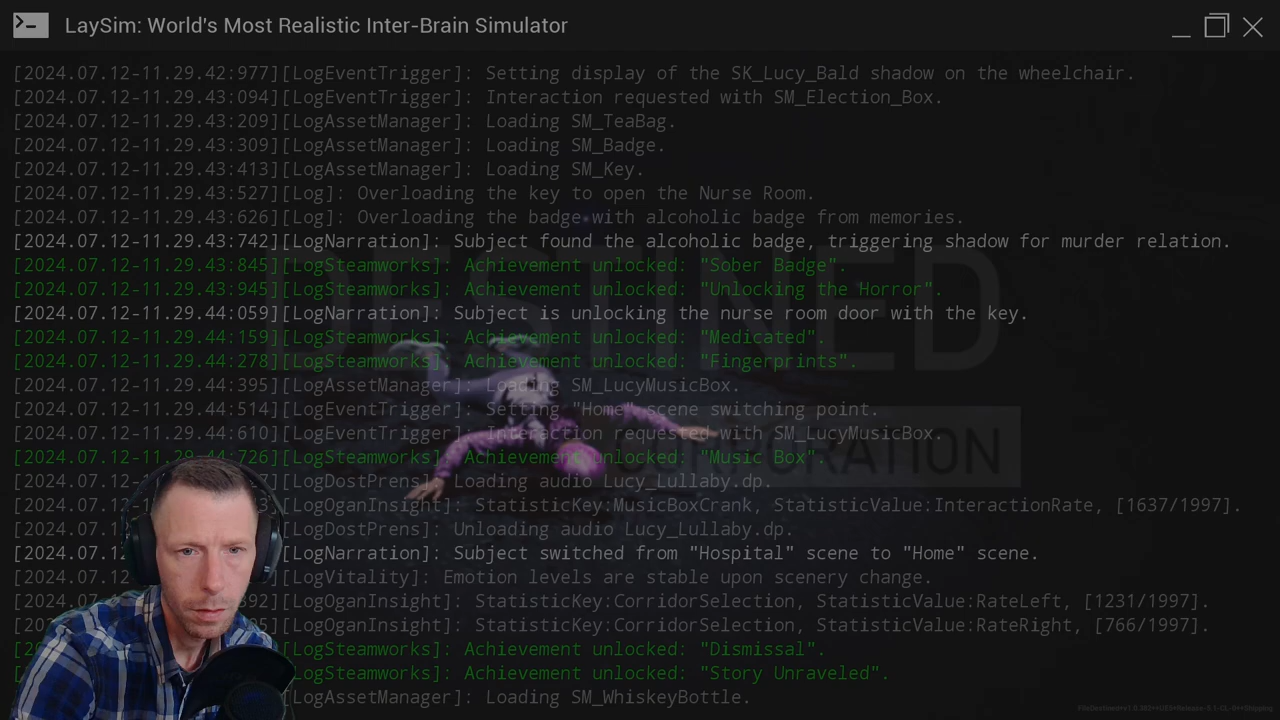 LaySim: World's Most Realistic Inter-Brain Simulator
[2024.07.12-11.29.42:977][LogEventTrigger]: Setting display of the SK_Lucy_Bald shadow on the wheelchair.
[2024.07.12-11.29.43:094][LogEventTrigger]: Interaction requested with SM_Election_Box.
[2024.07.12-11.29.43:209][LogAssetManager]: Loading SM_TeaBag.
[2024.07.12-11.29.43:309][LogAssetManager]: Loading SM_Badge.
[2024.07.12-11.29.43:413][LogAssetManager]: Loading SM_Key.
[2024.07.12-11.29.43:527][Log]: Overloading the key to open the Nurse Room.
[2024.07.12-11.29.43:626][Log]: Overloading the badge with alcoholic badge from memories.
[2024.07.12-11.29.43:742][LogNarration]: Subject found the alcoholic badge, triggering shadow for murder relation.
[2024.07.12-11.29.43:845][LogSteamworks]: Achievement unlocked: "Sober Badge".
[2024.07.12-11.29.43:945][LogSteamworks]: Achievement unlocked: "Unlocking the Horror".
[2024.07.12-11.29.44:059][LogNarration]: Subject is unlocking the nurse room door with the key.
[2024.07.12-11.29.44:159][LogSteamworks]: Achievement unlocked: "Medicated".
[2024.07.12-11.29.44:278][LogSteamworks]: Achievement unlocked: "Fingerprints".
[2024.07.12-11.29.44:395][LogAssetManager]: Loading SM_LucyMusicBox.
[2024.07.12-11.29.44:514][LogEventTrigger]: Setting "Home" scene switching point.
[2024.07.12-11.29.44:610][LogEventTrigger]: Interaction requested with SM_LucyMusicBox.
[2024.07.12-11.29.44:726][LogSteamworks]: Achievement unlocked: "Music Box".
[LogDostPrens]: Loading audio Lucy_Lullaby.dp.
[LogOganInsight]: StatisticKey:MusicBoxCrank, StatisticValue:InteractionRate, [1637/1997].
[LogDostPrens]: Unloading audio Lucy_Lullaby.dp.
[LogNarration]: Subject switched from "Hospital" scene to "Home" scene.
[LogVitality]: Emotion levels are stable upon scenery change.
[LogOganInsight]: StatisticKey:CorridorSelection, StatisticValue:RateLeft, [1231/1997].
[LogOganInsight]: StatisticKey:CorridorSelection, StatisticValue:RateRight, [766/1997].
[LogSteamworks]: Achievement unlocked: "Dismissal".
[LogSteamworks]: Achievement unlocked: "Story Unraveled".
[LogAssetManager]: Loading SM_WhiskeyBottle.
DESTINED